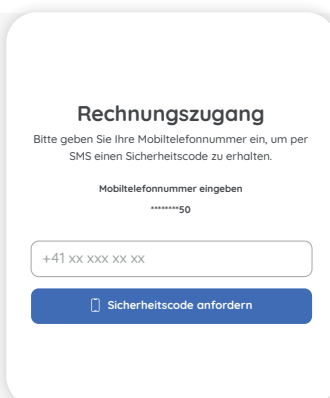 Rechnungszugang
Bitte geben Sie Ihre Mobiltelefonnummer ein, um per
SMS einen Sicherheitscode zu erhalten.
Mobiltelefonnummer eingeben
********50
+41 xx xxx xx xx
Sicherheitscode anfordern